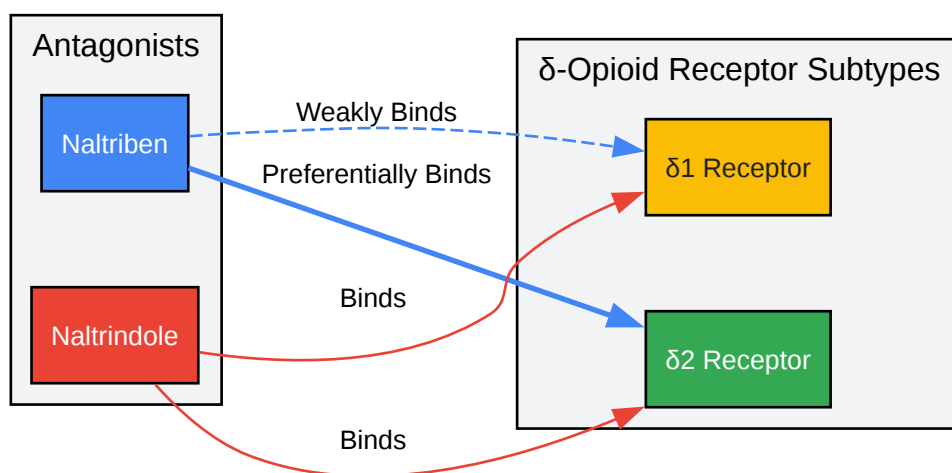 Antagonists
δ-Opioid Receptor Subtypes
Naltriben
Weakly Binds
δ1 Receptor
Preferentially Binds
Naltrindole
Binds
δ2 Receptor
Binds